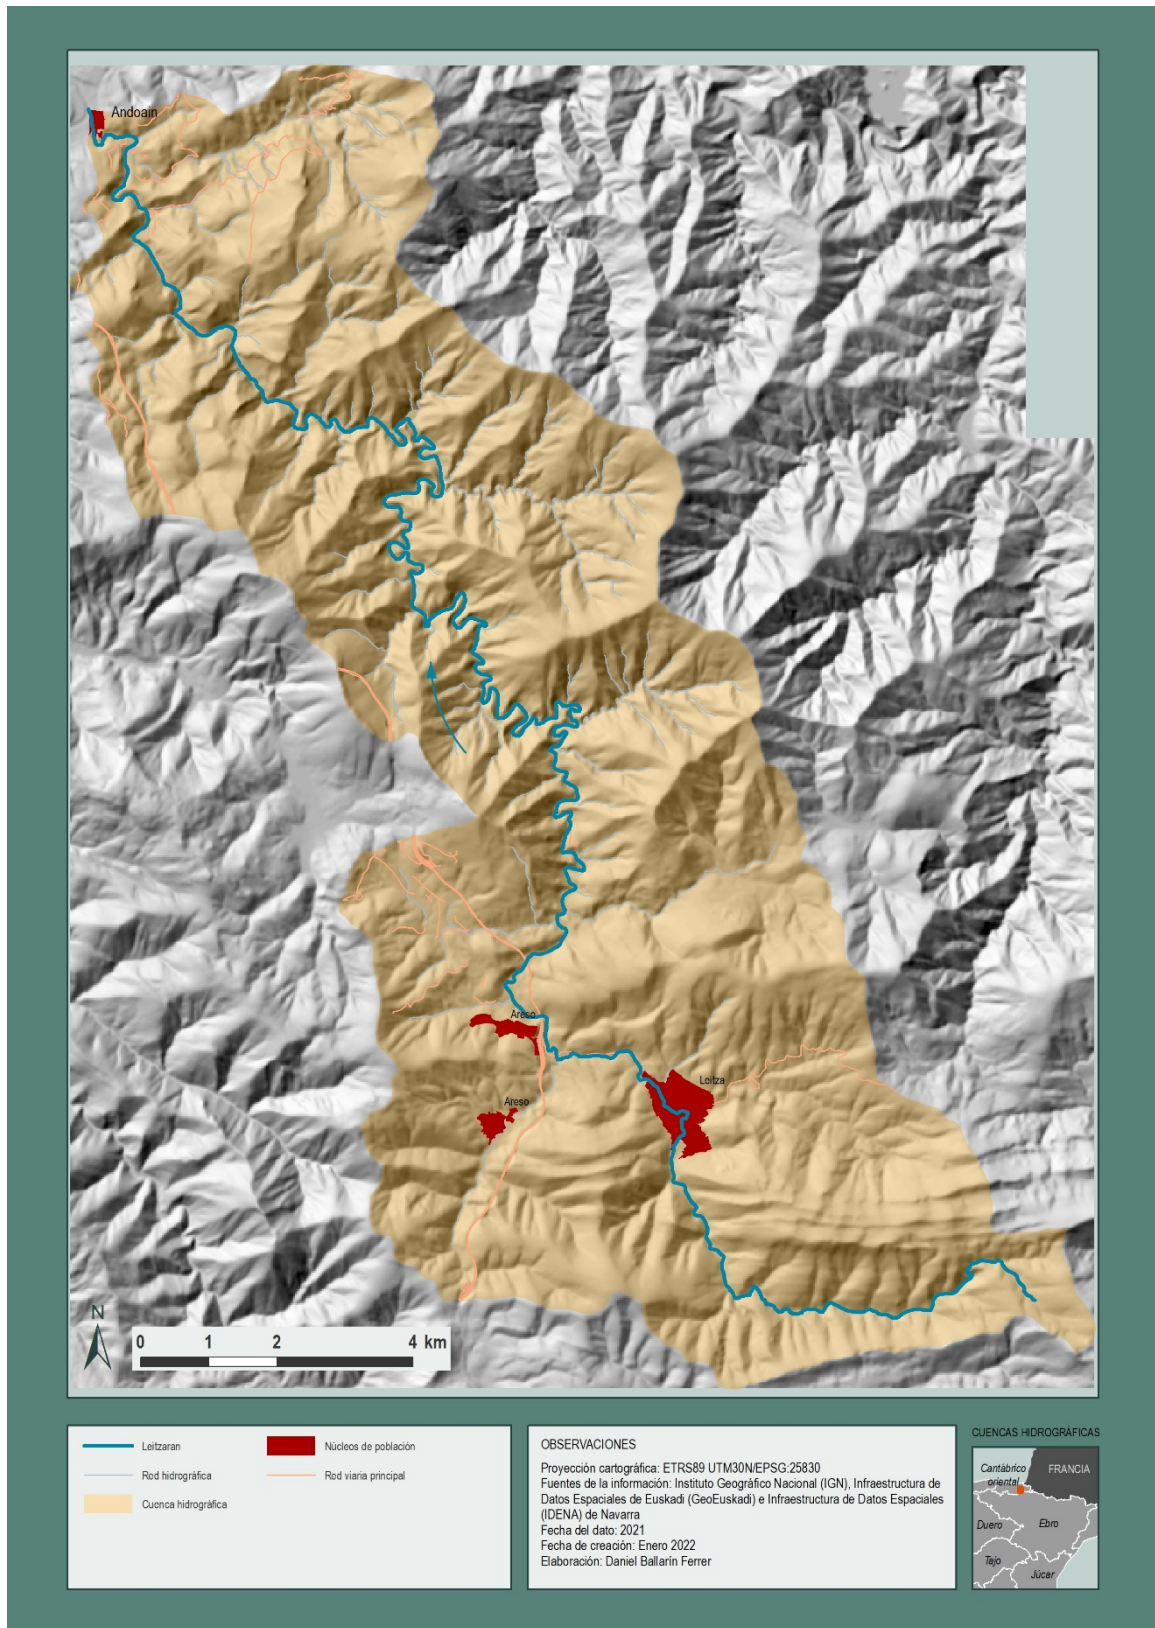 Andoain
Areso
Areso
Leitza
N
0 1 2 4 km
Leitzaran
Núcleos de población
Red hidrográfica
Red viaria principal
Cuenca hidrográfica
OBSERVACIONES
Proyección cartográfica: ETRS89 UTM30N/EPSG:25830
Fuentes de la información: Instituto Geográfico Nacional (IGN), Infraestructura de
Datos Espaciales de Euskadi (GeoEuskadi) e Infraestructura de Datos Espaciales
(IDENA) de Navarra
Fecha del dato: 2021
Fecha de creación: Enero 2022
Elaboración: Daniel Ballarín Ferrer
CUENCAS HIDROGRÁFICAS
Cantábrico
oriental
FRANCIA
Duero
Ebro
Tajo
Júcar